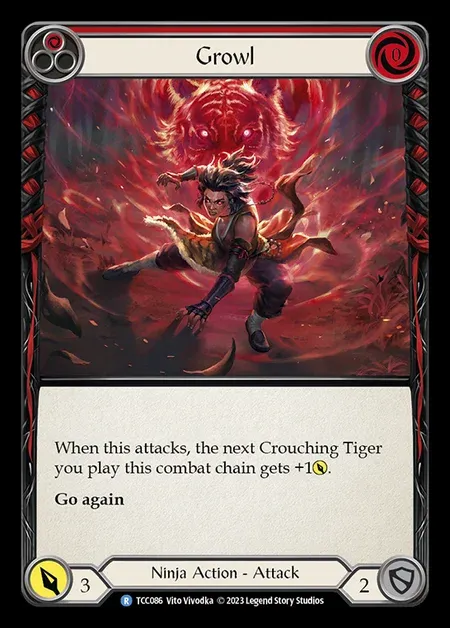 Growl
0
When this attacks, the next Crouching Tiger
you play this combat chain gets +1.
Go again
3
Ninja Action - Attack
2
R TCC086 Vito Vivodka © 2023 Legend Story Studios